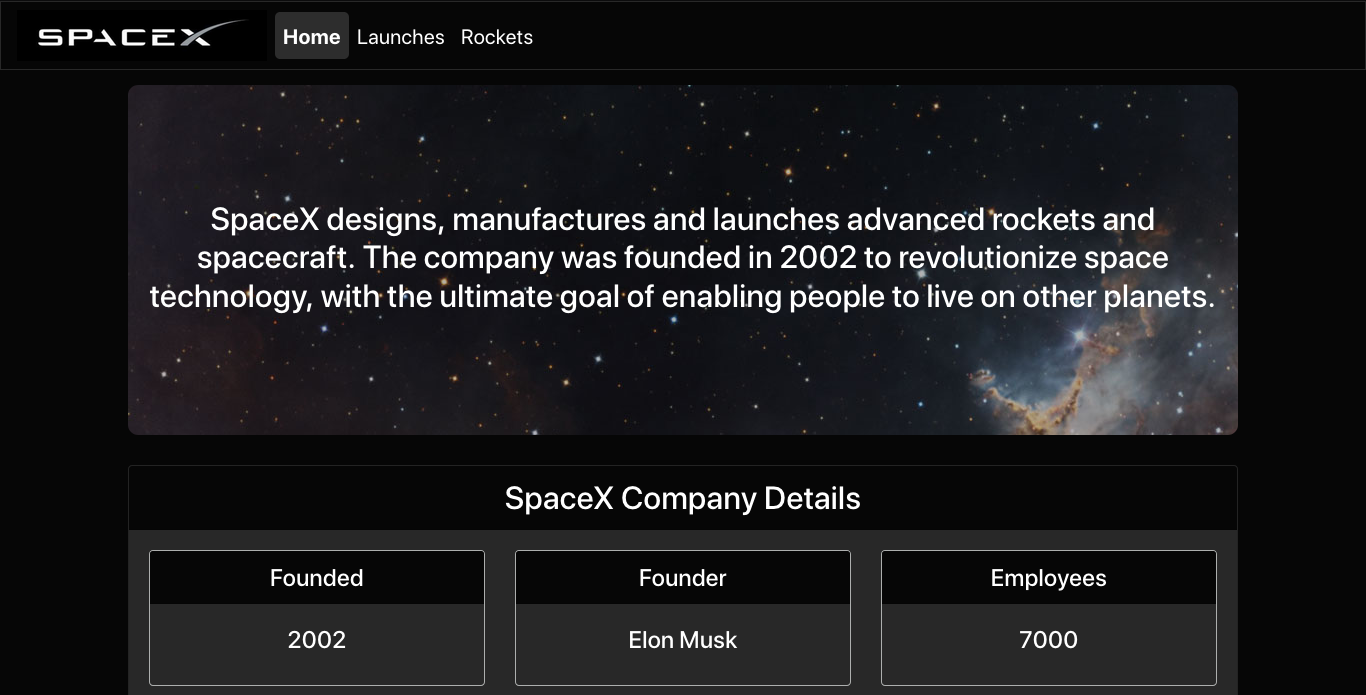 SPACEX Home Launches Rockets
SpaceX designs, manufactures and launches advanced rockets and
spacecraft. The company was founded in 2002 to revolutionize space
technology, with the ultimate goal of enabling people to live on other planets.
SpaceX Company Details
Founded Founder Employees
2002 Elon Musk 7000